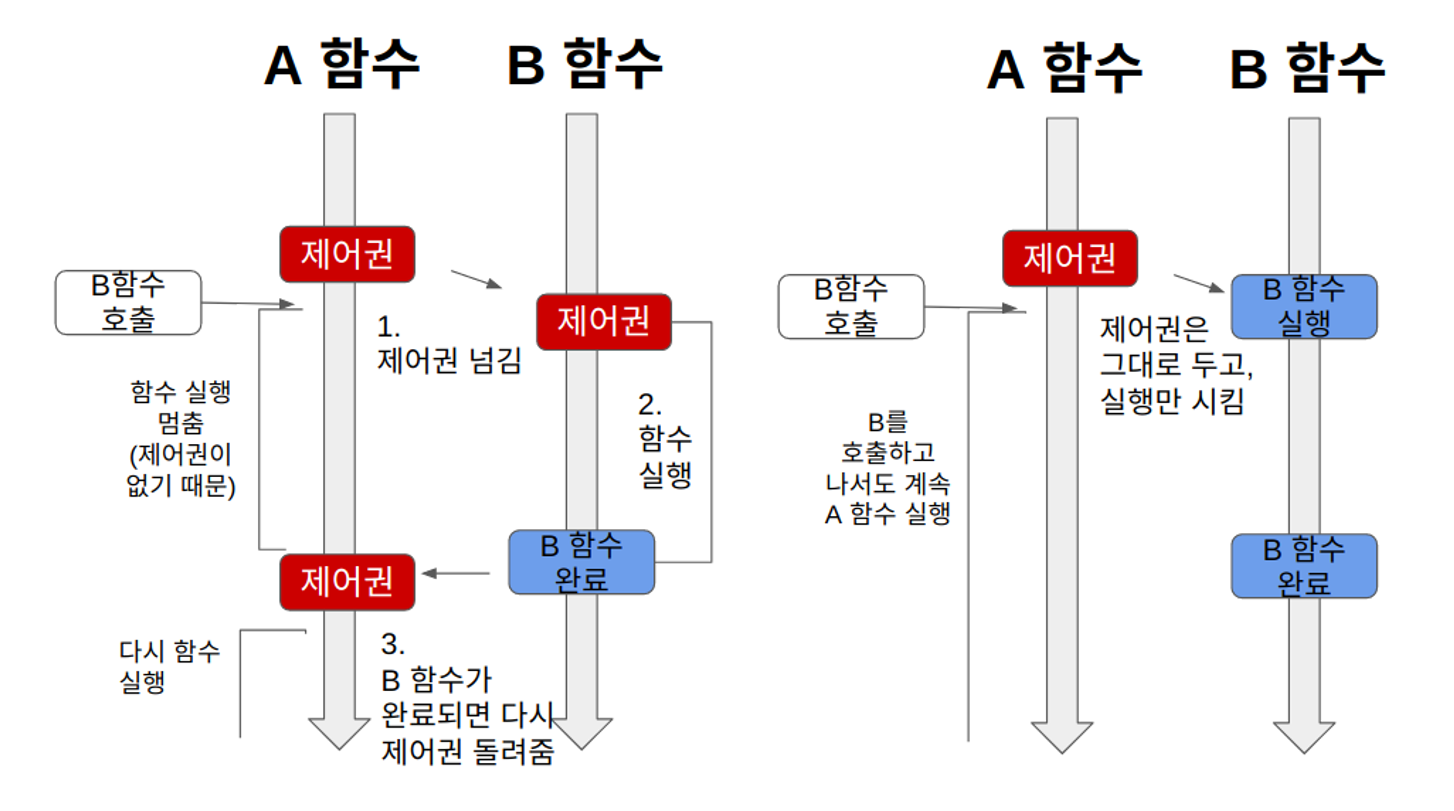 A 함수
B 함수
제어권
B함수
호출
제어권
1.
제어권 넘김
함수 실행
멈춤
(제어권이
없기 때문)
2.
함수
실행
B 함수
완료
제어권
다시 함수
실행
3.
B 함수가
완료되면 다시
제어권 돌려줌
A 함수
B 함수
제어권
B함수
호출
B 함수
실행
제어권은
그대로 두고,
실행만 시킴
B를
호출하고
나서도 계속
A 함수 실행
B 함수
완료